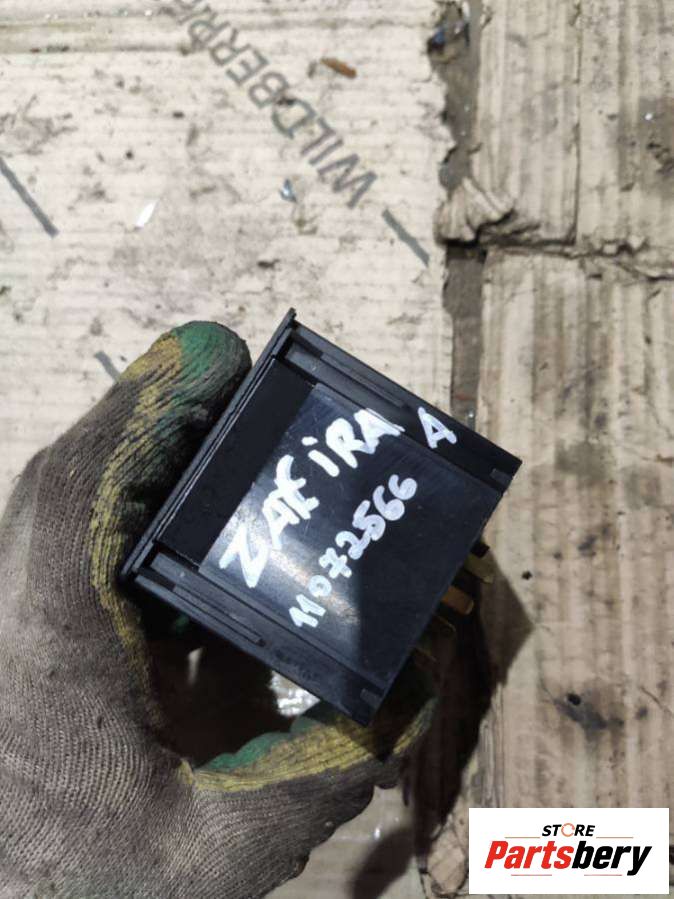 WILDBERRIES
ZAFIRA A
11072566
STORE
Partsbery